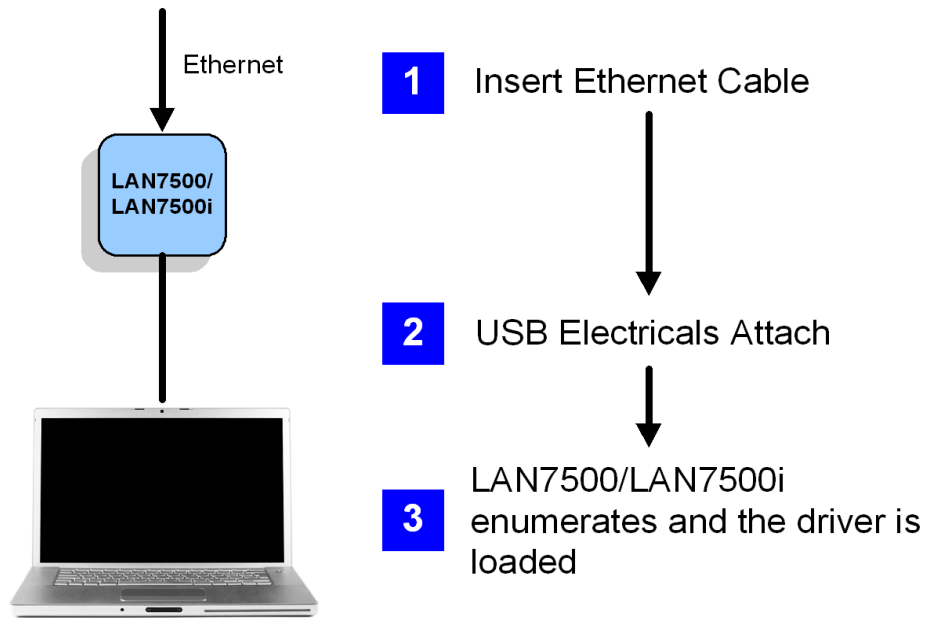 Ethernet
LAN7500/
LAN7500i
1
Insert Ethernet Cable
2
USB Electricals Attach
3
LAN7500/LAN7500i
enumerates and the driver is
loaded